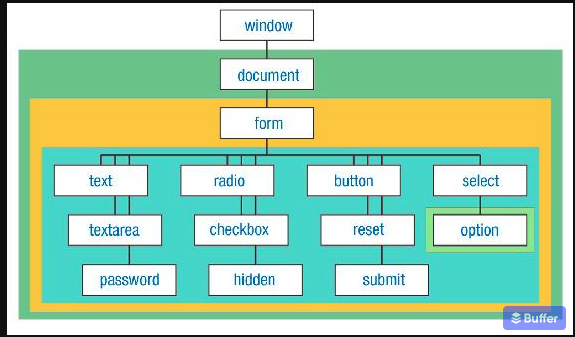 window
document
form
text radio button select
textarea checkbox reset option
password hidden submit
Buffer